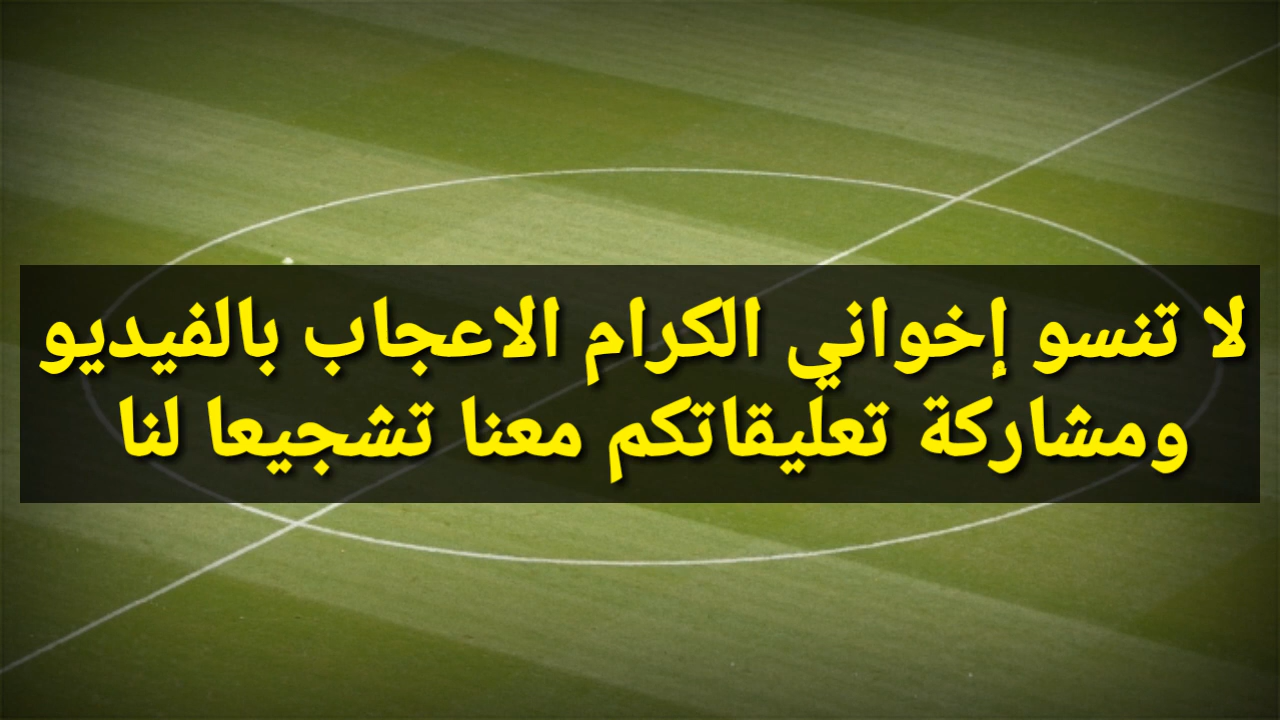 لا تنسو إخواني الكرام الاعجاب بالفيديو
ومشاركة تعليقاتكم معنا تشجيعا لنا